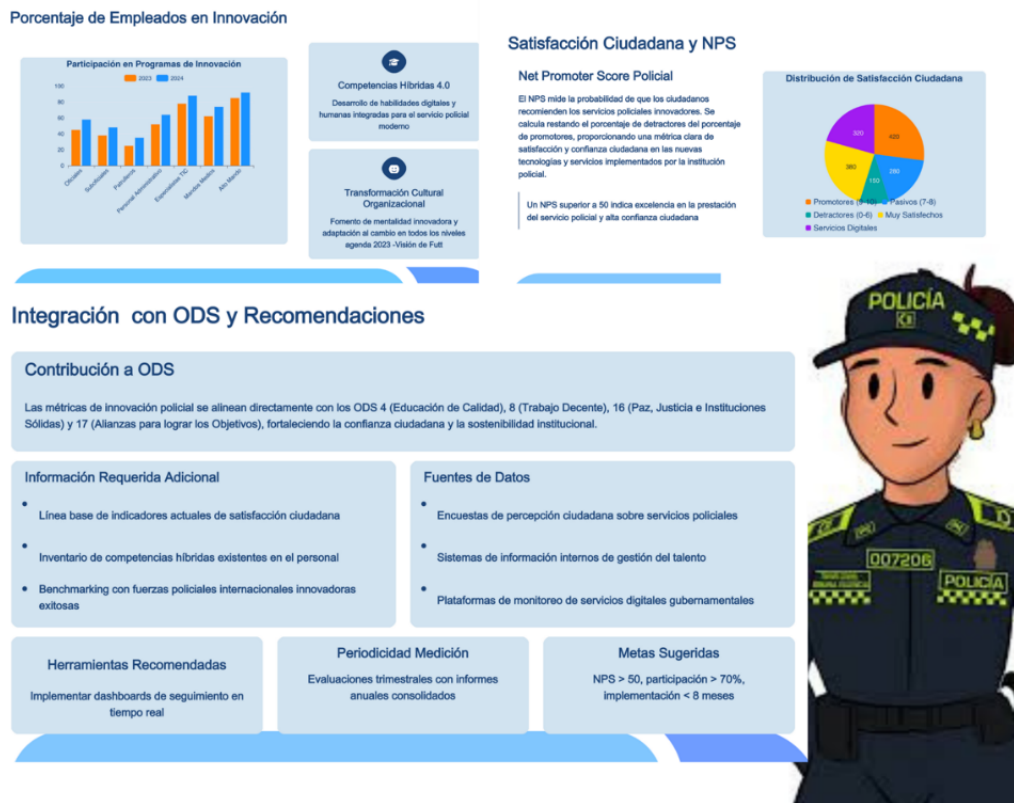 Porcentaje de Empleados en Innovación
Participación en Programas de Innovación
2023 2024
100
80
60
40
20
0
Oficiales
Suboficiales
Patrulleros
Personal Administrativo
Especialistas TIC
Mandos Medios
Alto Mando
Competencias Híbridas 4.0
Desarrollo de habilidades digitales y
humanas integradas para el servicio policial
moderno
Transformación Cultural
Organizacional
Fomento de mentalidad innovadora y
adaptación al cambio en todos los niveles
agenda 2023 -Visión de Futt
Satisfacción Ciudadana y NPS
Net Promoter Score Policial
El NPS mide la probabilidad de que los ciudadanos
recomienden los servicios policiales innovadores. Se
calcula restando el porcentaje de detractores del porcentaje
de promotores, proporcionando una métrica clara de
satisfacción y confianza ciudadana en las nuevas
tecnologías y servicios implementados por la institución
policial.
Un NPS superior a 50 indica excelencia en la prestación
del servicio policial y alta confianza ciudadana
Distribución de Satisfacción Ciudadana
320
420
380
280
150
Promotores (9-10) Pasivos (7-8)
Detractores (0-6) Muy Satisfechos
Servicios Digitales
Integración con ODS y Recomendaciones
Contribución a ODS
Las métricas de innovación policial se alinean directamente con los ODS 4 (Educación de Calidad), 8 (Trabajo Decente), 16 (Paz, Justicia e Instituciones
Sólidas) y 17 (Alianzas para lograr los Objetivos), fortaleciendo la confianza ciudadana y la sostenibilidad institucional.
Información Requerida Adicional
Línea base de indicadores actuales de satisfacción ciudadana
Inventario de competencias híbridas existentes en el personal
Benchmarking con fuerzas policiales internacionales innovadoras
exitosas
Fuentes de Datos
Encuestas de percepción ciudadana sobre servicios policiales
Sistemas de información internos de gestión del talento
Plataformas de monitoreo de servicios digitales gubernamentales
Herramientas Recomendadas
Implementar dashboards de seguimiento en
tiempo real
Periodicidad Medición
Evaluaciones trimestrales con informes
anuales consolidados
Metas Sugeridas
NPS > 50, participación > 70%,
implementación < 8 meses
POLICÍA
007206
POLICÍA